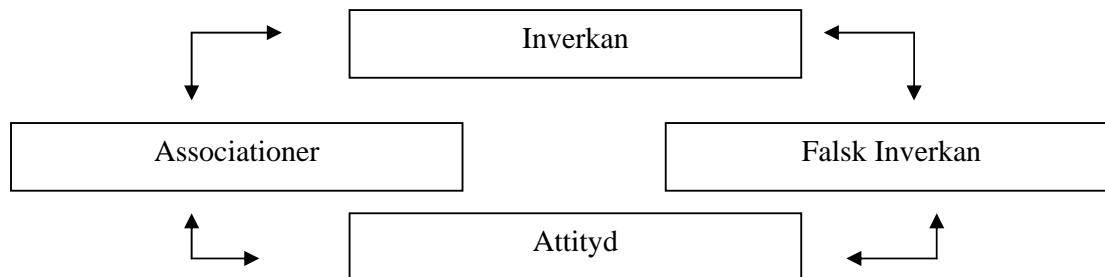 Inverkan
Associationer
Falsk Inverkan
Attityd